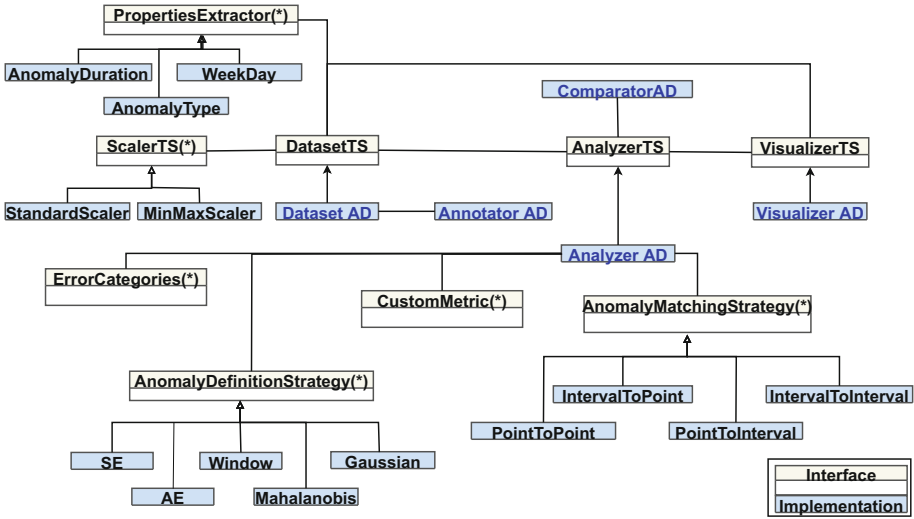 PropertiesExtractor(*)
AnomalyDuration
WeekDay
AnomalyType
ComparatorAD
ScalerTS(*)
DatasetTS
AnalyzerTS
VisualizerTS
StandardScaler
MinMaxScaler
Dataset AD
Annotator AD
Visualizer AD
Analyzer AD
ErrorCategories(*)
CustomMetric(*)
AnomalyMatchingStrategy(*)
AnomalyDefinitionStrategy(*)
IntervalToPoint
IntervalToInterval
PointToPoint
PointToInterval
SE
Window
Gaussian
AE
Mahalanobis
Interface
Implementation